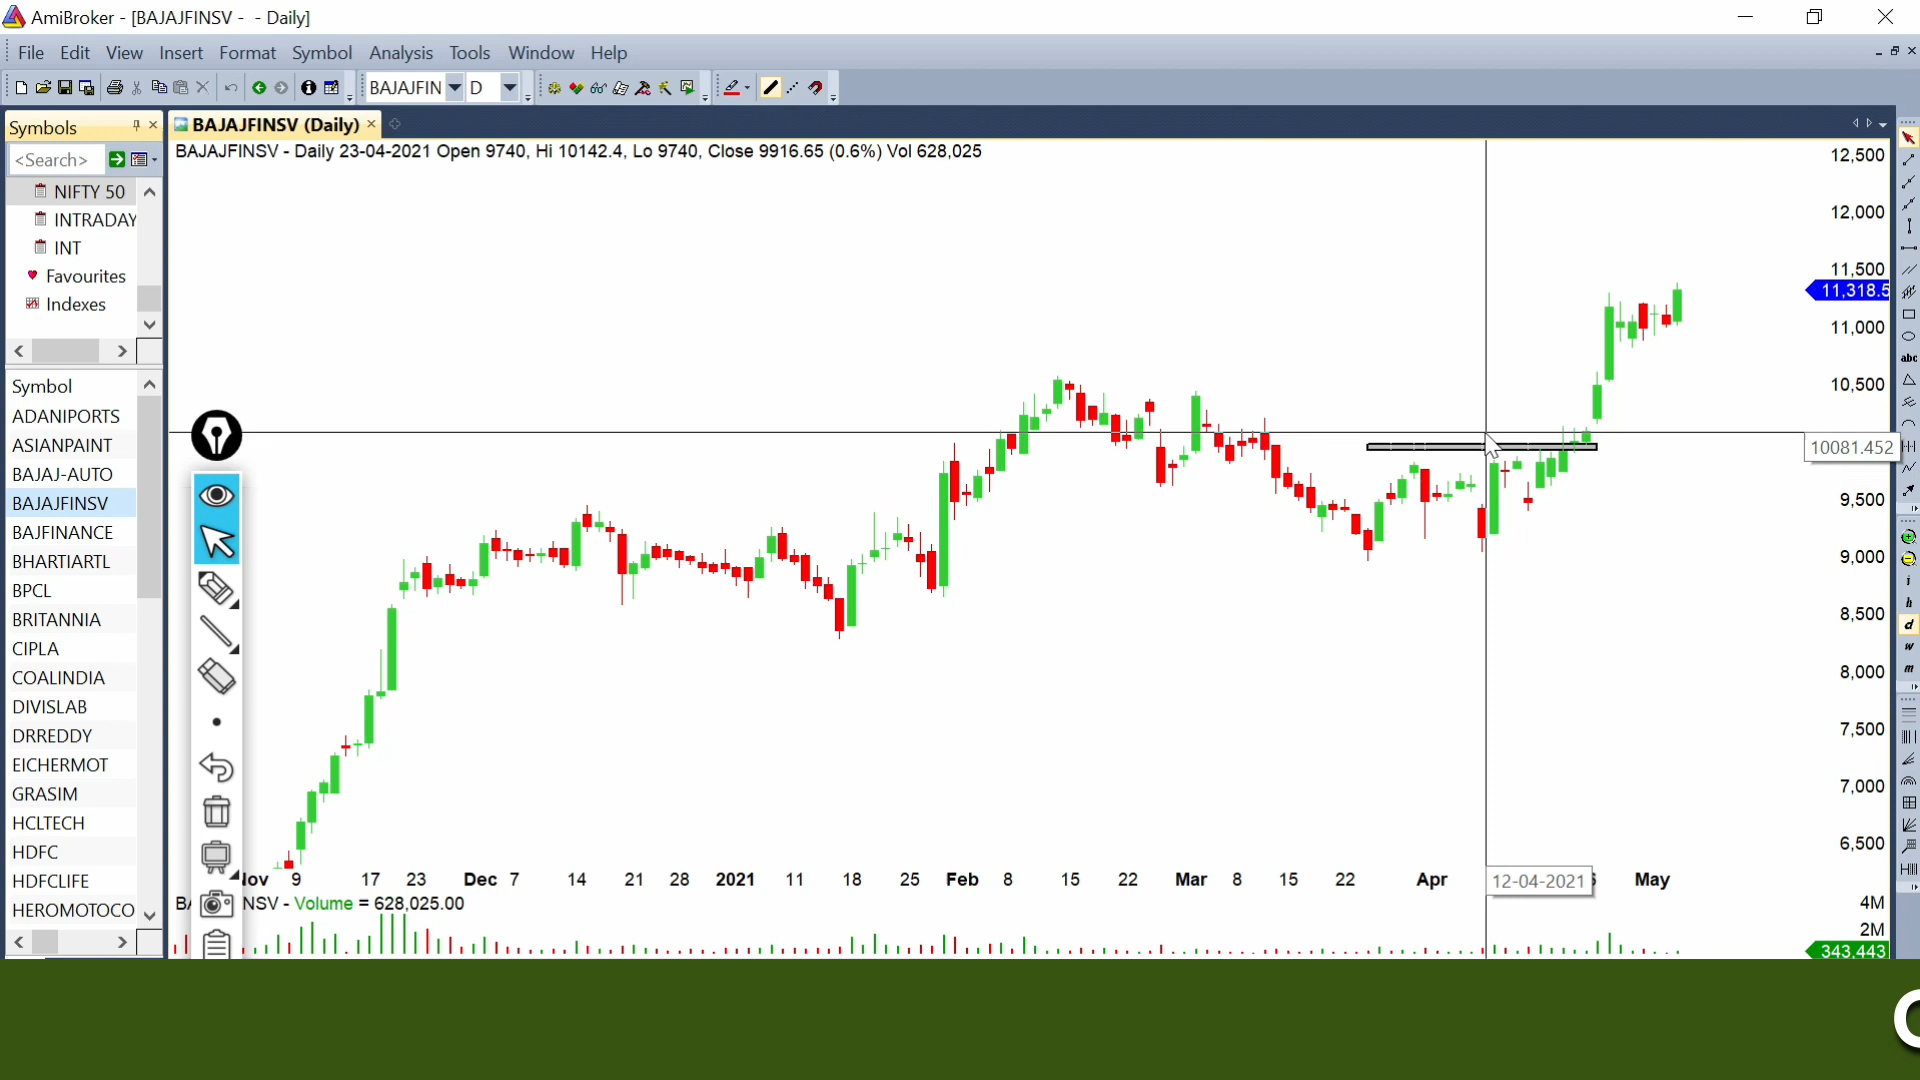 AmiBroker - [BAJAJFINSV - - Daily]
File Edit View Insert Format Symbol Analysis Tools Window Help
BAJAJFIN D
Symbols
BAJAJFINSV (Daily)
<Search>
BAJAJFINSV - Daily 23-04-2021 Open 9740, Hi 10142.4, Lo 9740, Close 9916.65 (0.6%) Vol 628,025
NIFTY 50
INTRADAY
INT
Favourites
Indexes
Symbol
ADANIPORTS
ASIANPAINT
BAJAJ-AUTO
BAJAJFINSV
BAJFINANCE
BHARTIARTL
BPCL
BRITANNIA
CIPLA
COALINDIA
DIVISLAB
DRREDDY
EICHERMOT
GRASIM
HCLTECH
HDFC
HDFCLIFE
HEROMOTOCO
12,500
12,000
11,500
11,318.5
11,000
10,500
10081.452
9,500
9,000
8,500
8,000
7,500
7,000
6,500
Nov 9 17 23 Dec 7 14 21 28 2021 11 18 25 Feb 8 15 22 Mar 8 15 22 Apr 12-04-2021 May
NSV - Volume = 628,025.00
4M
2M
343,443
abc
i
h
d
w
m